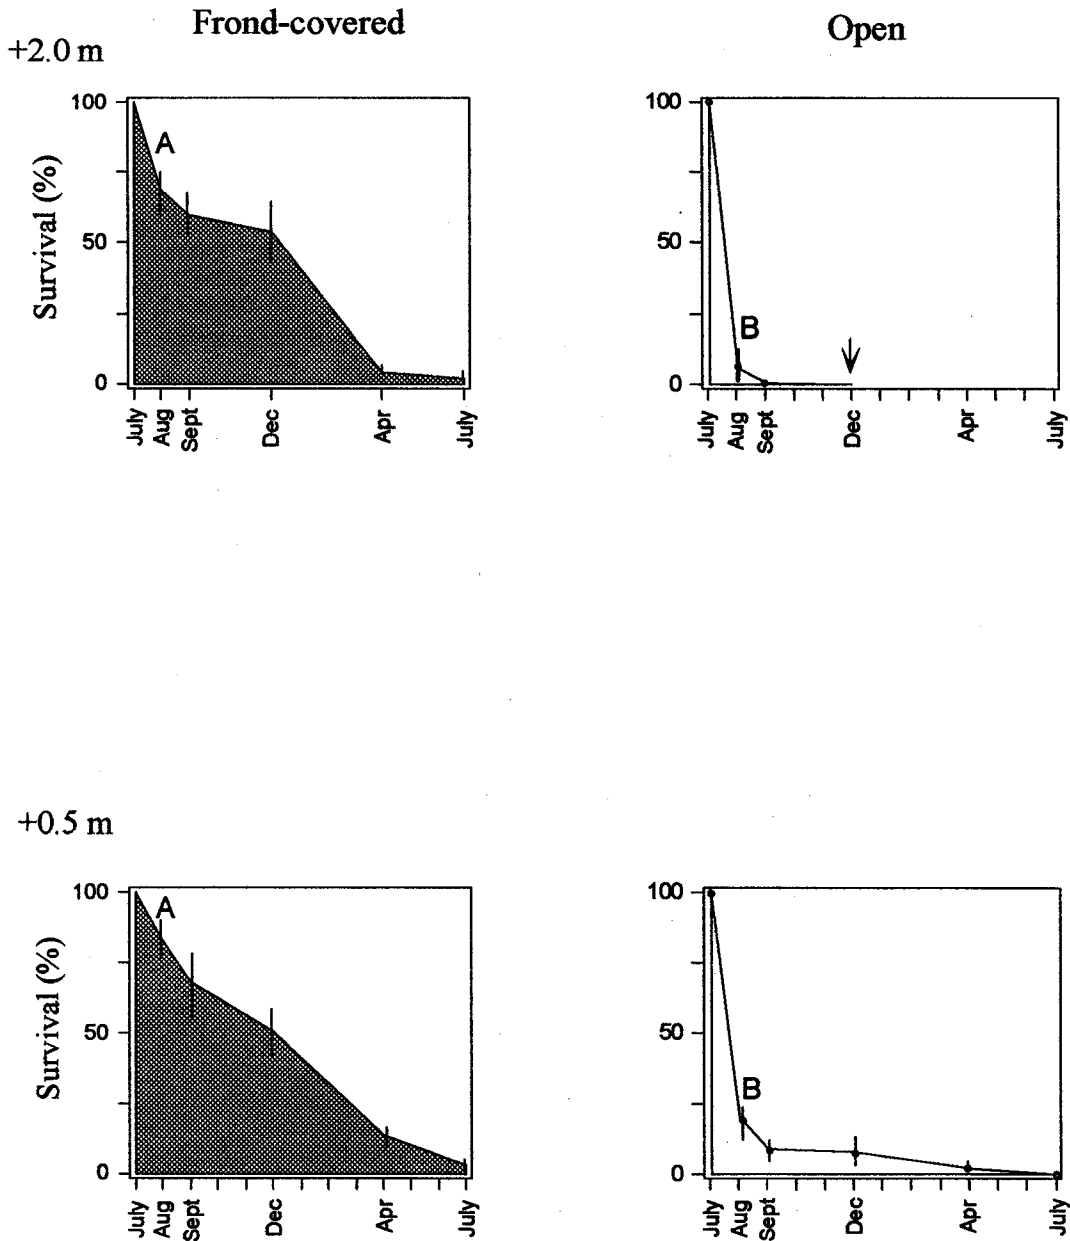 Frond-covered
Open
+2.0 m
Survival (%)
100
50
0
A
July
Aug
Sept
Dec
Apr
July
100
50
0
B
July
Aug
Sept
Dec
Apr
July
+0.5 m
Survival (%)
100
50
0
A
July
Aug
Sept
Dec
Apr
July
100
50
0
B
July
Aug
Sept
Dec
Apr
July